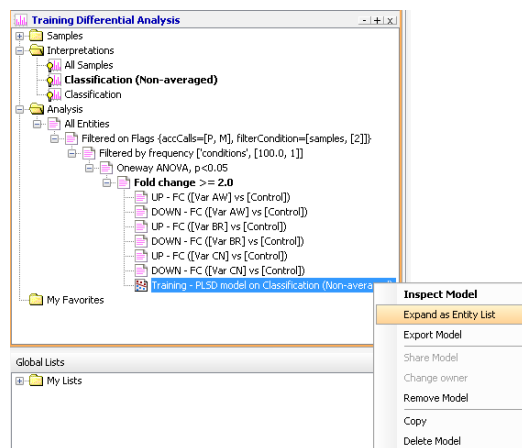 Training Differential Analysis
Samples
Interpretations
All Samples
Classification (Non-averaged)
Classification
Analysis
All Entities
Filtered on Flags {accCalls=[P, M], filterCondition=[samples, [2]]}
Filtered by frequency ['conditions', [100.0, 1]]
Oneway ANOVA, p<0.05
Fold change >= 2.0
UP - FC ([Var AW] vs [Control])
DOWN - FC ([Var AW] vs [Control])
UP - FC ([Var BR] vs [Control])
DOWN - FC ([Var BR] vs [Control])
UP - FC ([Var CN] vs [Control])
DOWN - FC ([Var CN] vs [Control])
Training - PLSD model on Classification
My Favorites
Inspect Model
Expand as Entity List
Export Model
Share Model
Change owner
Remove Model
Copy
Delete Model
Global Lists
My Lists